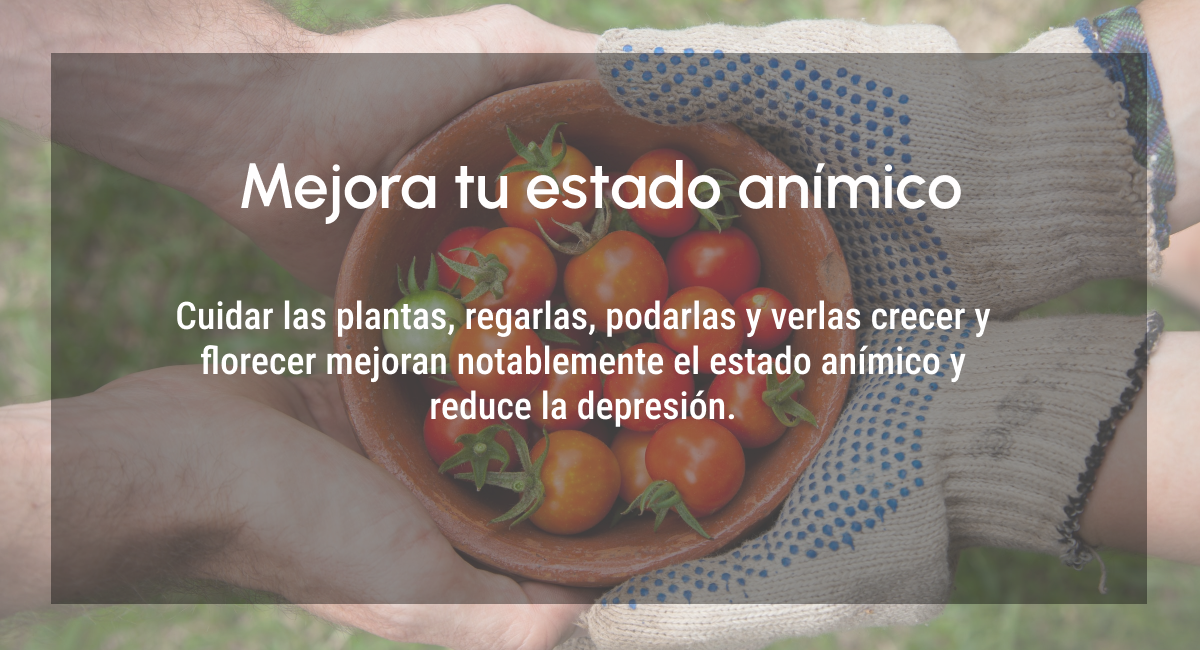 Mejora tu estado anímico
Cuidar las plantas, regarlas, podarlas y verlas crecer y
florecer mejoran notablemente el estado anímico y
reduce la depresión.